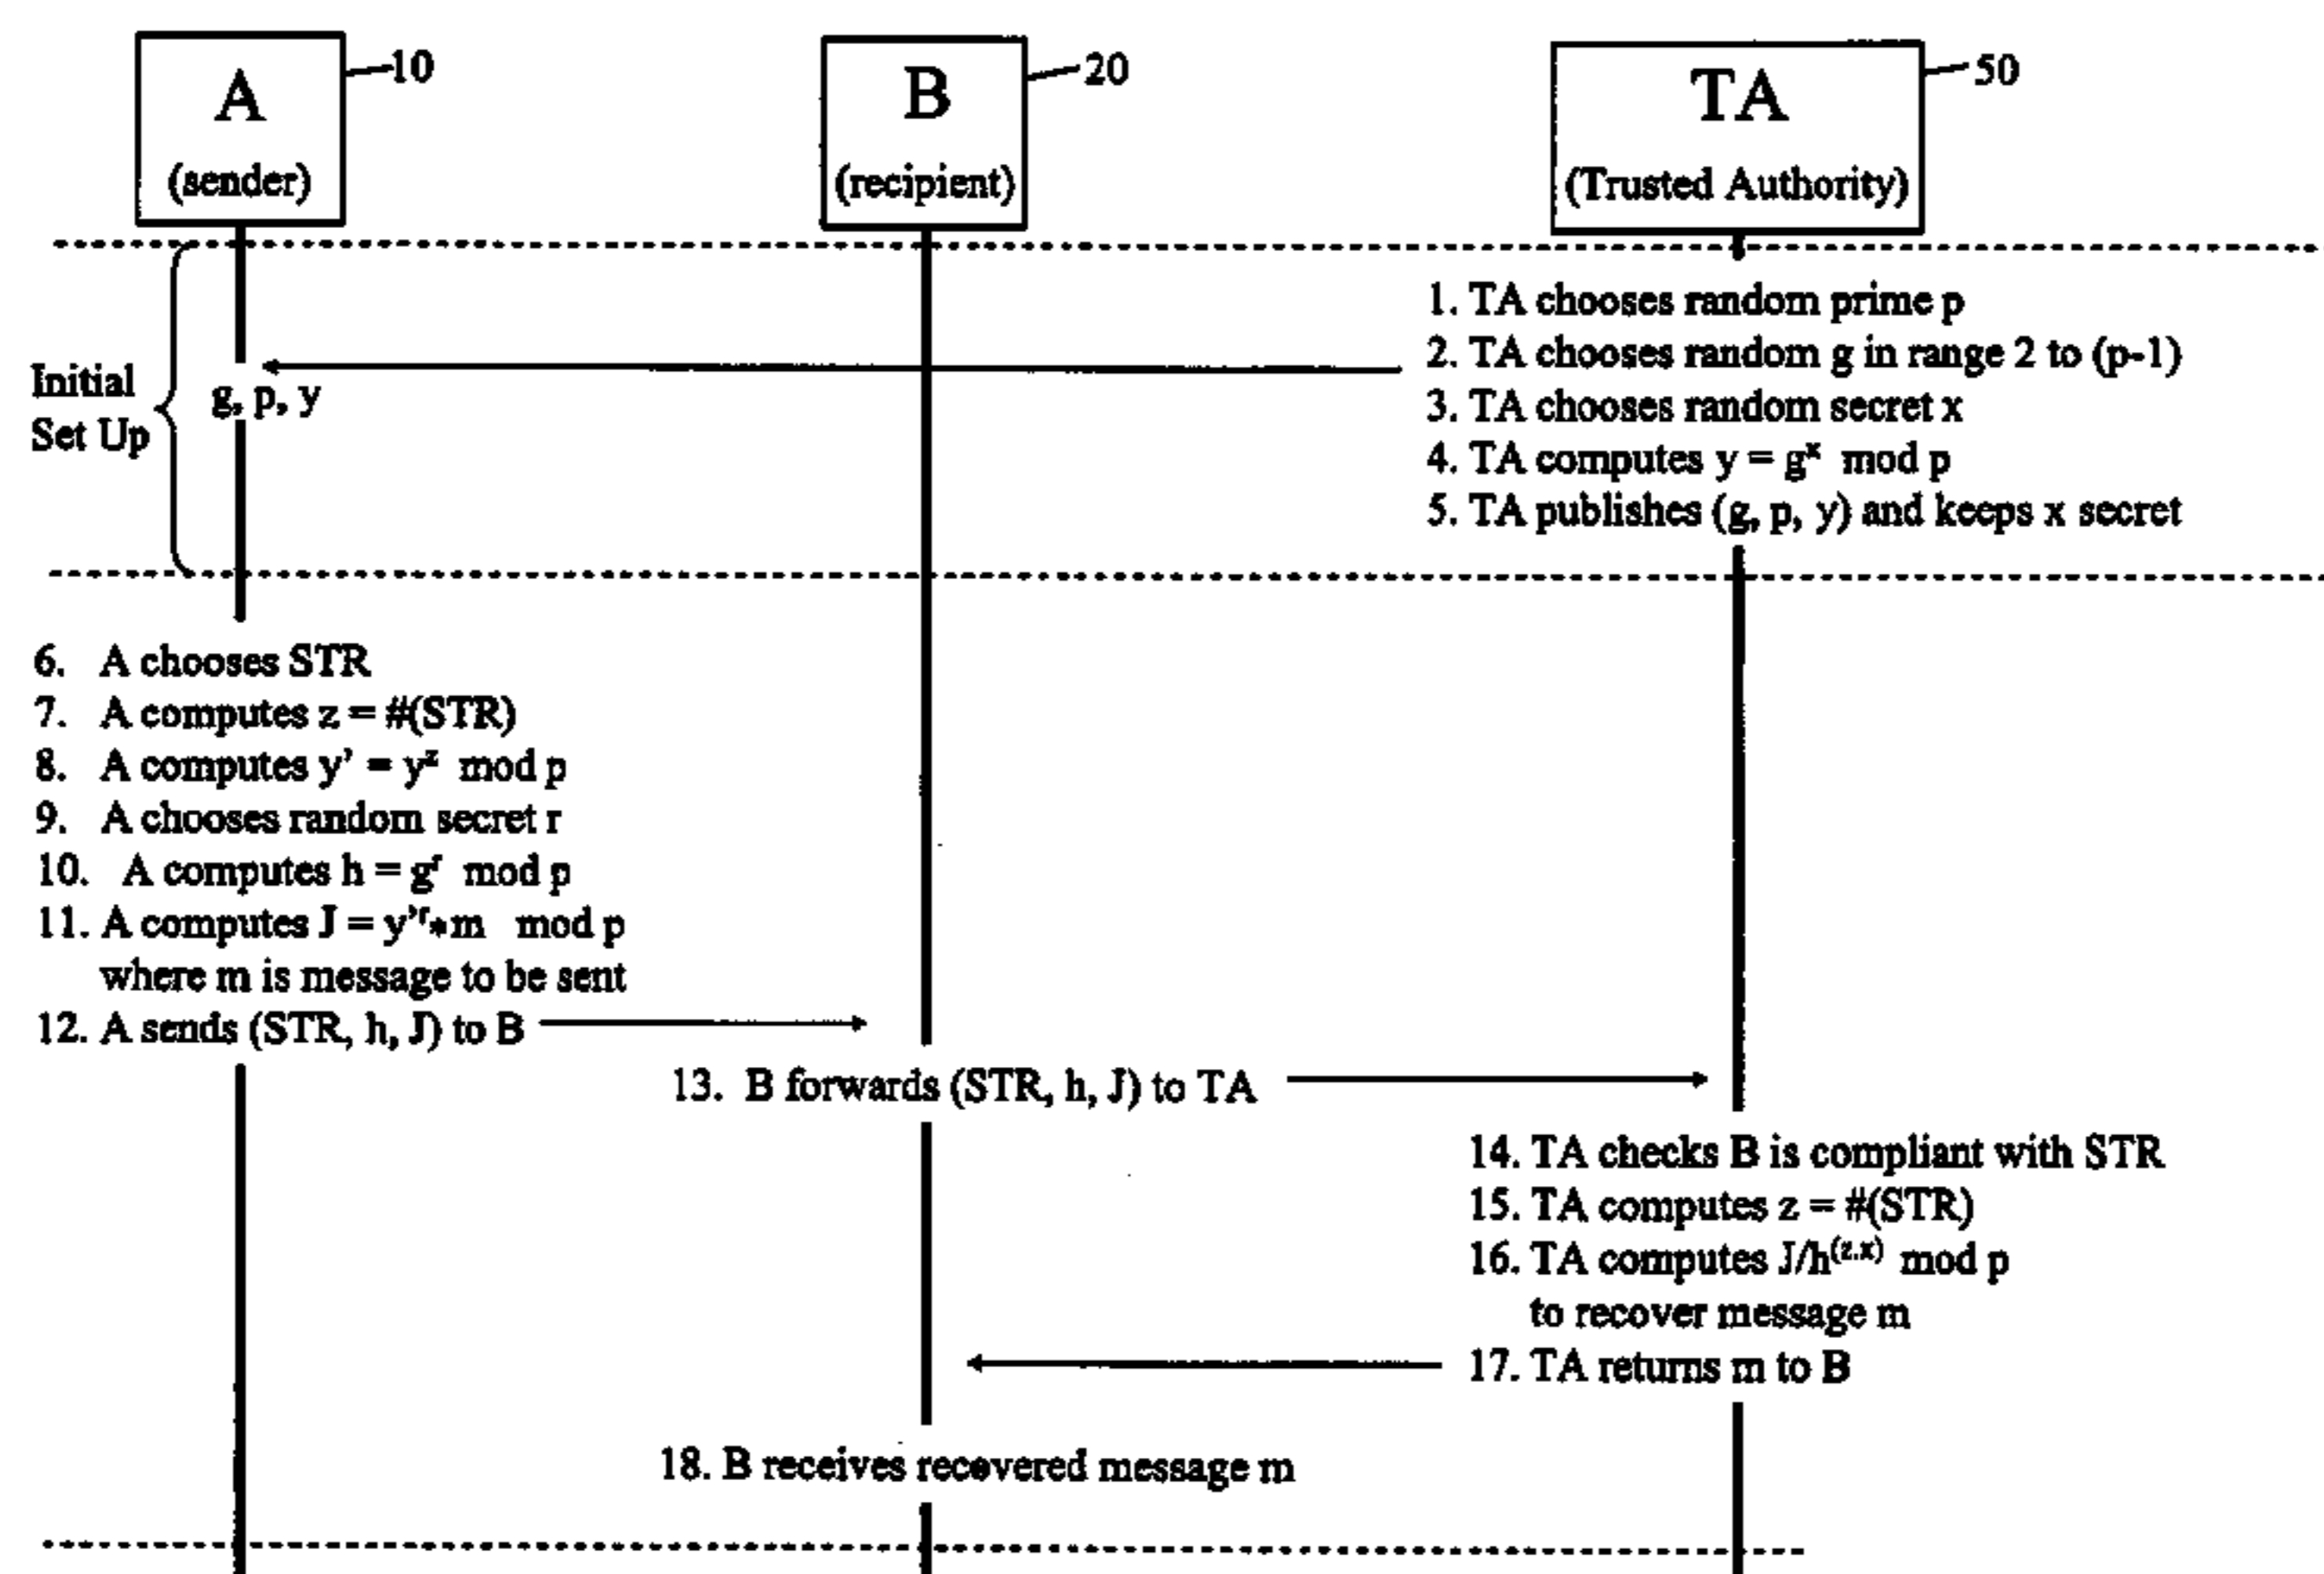 A
(sender)
10
B
(recipient)
20
TA
(Trusted Authority)
50
Initial
Set Up
g, p, y
1. TA chooses random prime p
2. TA chooses random g in range 2 to (p-1)
3. TA chooses random secret x
4. TA computes y = gˣ mod p
5. TA publishes (g, p, y) and keeps x secret
6. A chooses STR
7. A computes z = #(STR)
8. A computes y’ = yᶻ mod p
9. A chooses random secret r
10. A computes h = gʳ mod p
11. A computes J = y’ʳ*m mod p
where m is message to be sent
12. A sends (STR, h, J) to B
13. B forwards (STR, h, J) to TA
14. TA checks B is compliant with STR
15. TA computes z = #(STR)
16. TA computes J/h⁽ᶻ·ˣ⁾ mod p
to recover message m
17. TA returns m to B
18. B receives recovered message m